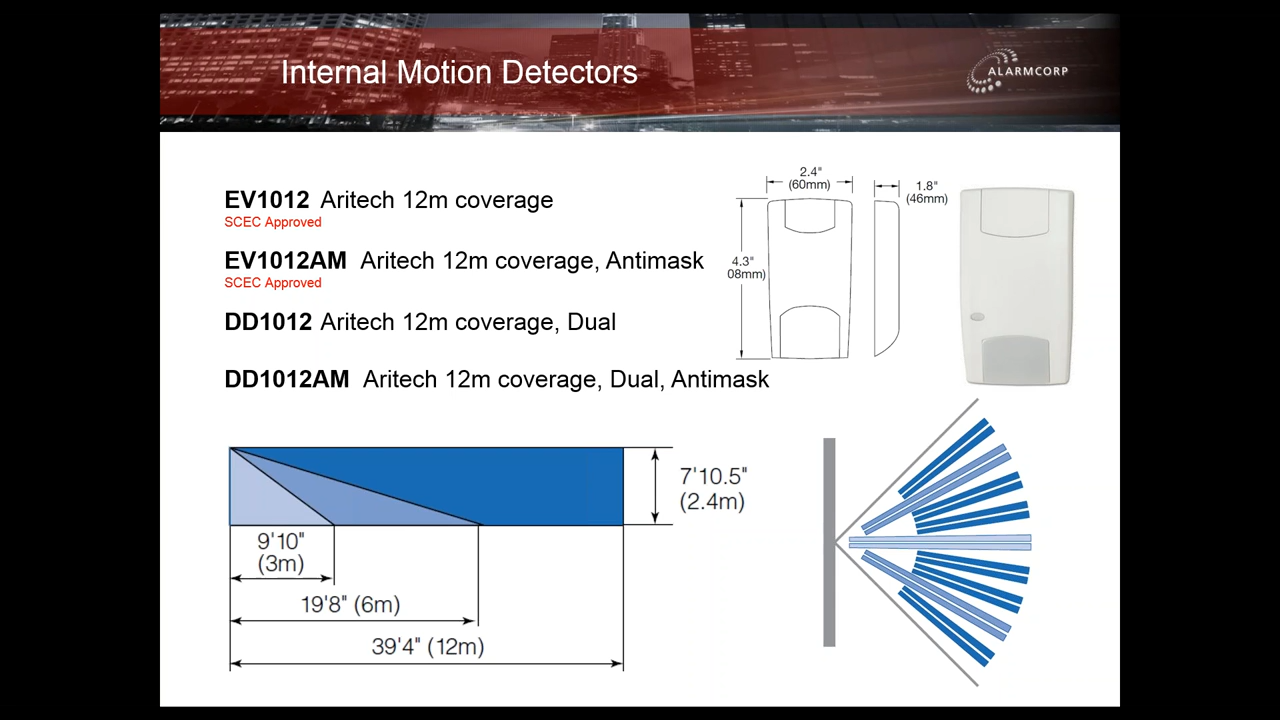 Internal Motion Detectors
ALARMCORP
EV1012 Aritech 12m coverage
SCEC Approved
EV1012AM Aritech 12m coverage, Antimask
SCEC Approved
DD1012 Aritech 12m coverage, Dual
DD1012AM Aritech 12m coverage, Dual, Antimask
2.4"
(60mm)
1.8"
(46mm)
4.3"
08mm)
7'10.5"
(2.4m)
9'10"
(3m)
19'8" (6m)
39'4" (12m)